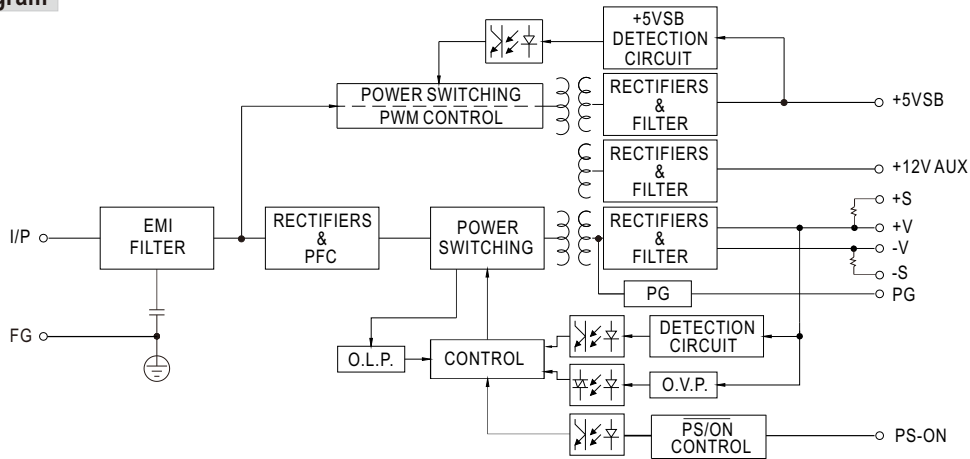 gram
+5VSB
DETECTION
CIRCUIT
POWER SWITCHING
PWM CONTROL
RECTIFIERS
&
FILTER
+5VSB
RECTIFIERS
&
FILTER
+12V AUX
+S
I/P
EMI
FILTER
RECTIFIERS
&
PFC
POWER
SWITCHING
RECTIFIERS
&
FILTER
+V
-V
-S
PG
PG
FG
O.L.P.
CONTROL
DETECTION
CIRCUIT
O.V.P.
PS/ON
CONTROL
PS-ON